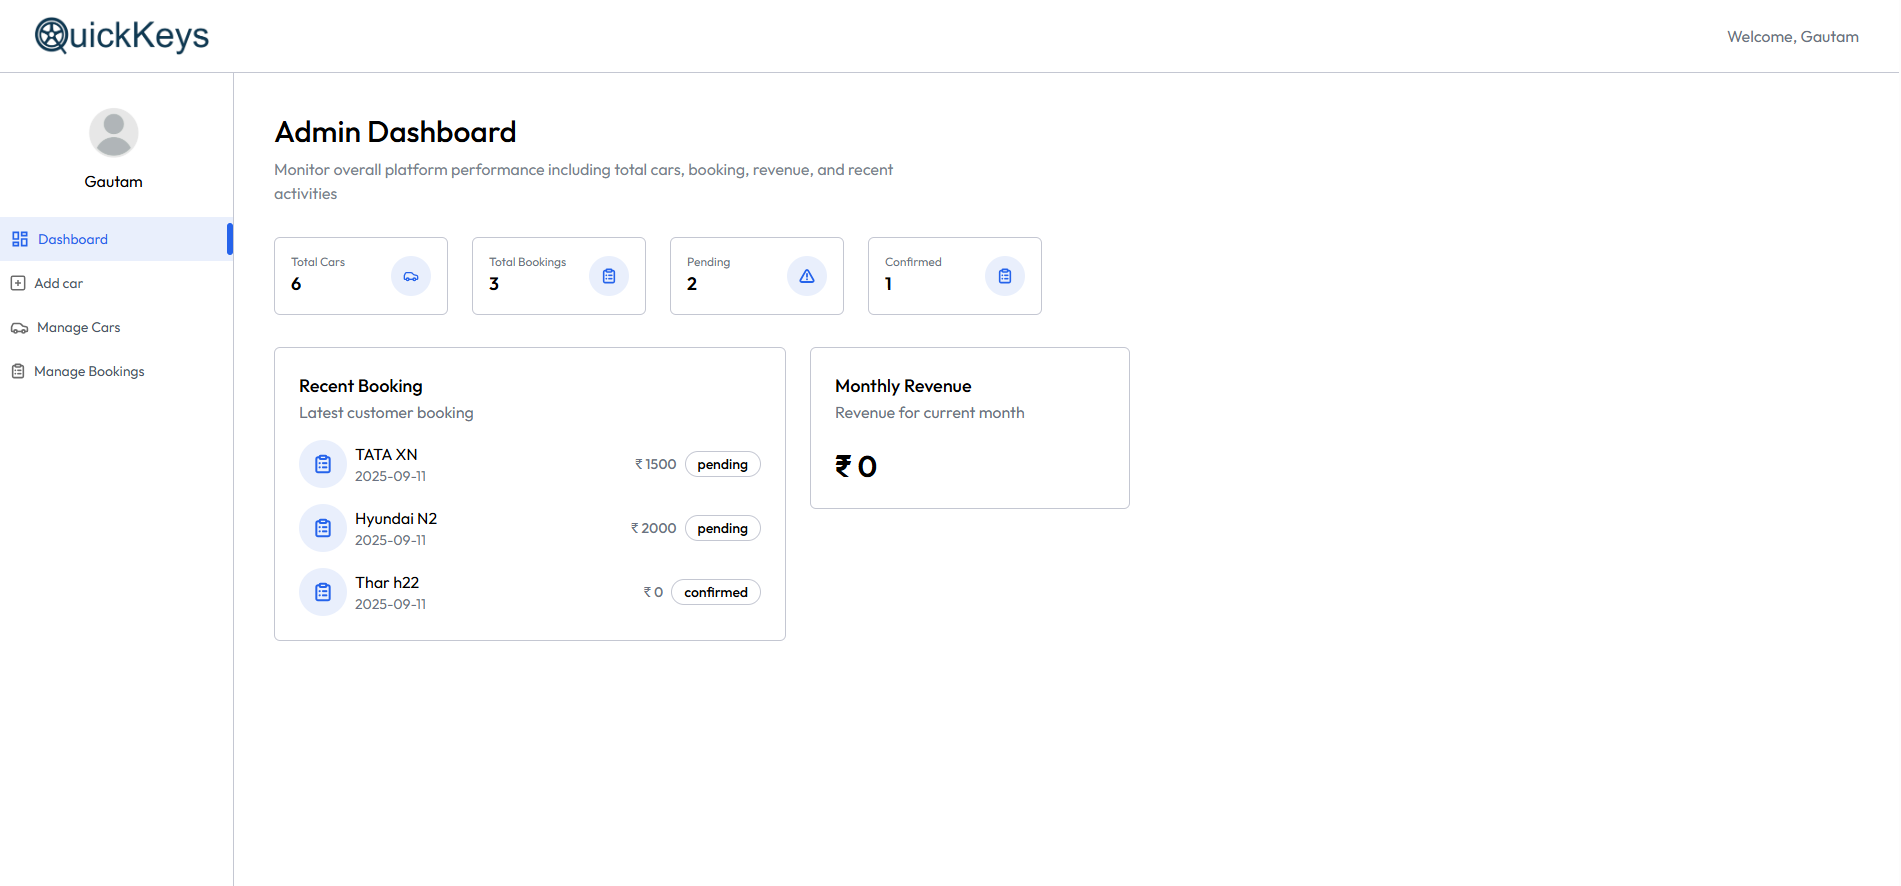 QuickKeys
Welcome, Gautam
Gautam
Dashboard
Add car
Manage Cars
Manage Bookings
Admin Dashboard
Monitor overall platform performance including total cars, booking, revenue, and recent
activities
Total Cars
6
Total Bookings
3
Pending
2
Confirmed
1
Recent Booking
Latest customer booking
TATA XN
2025-09-11
₹ 1500 pending
Hyundai N2
2025-09-11
₹ 2000 pending
Thar h22
2025-09-11
₹ 0 confirmed
Monthly Revenue
Revenue for current month
₹ 0